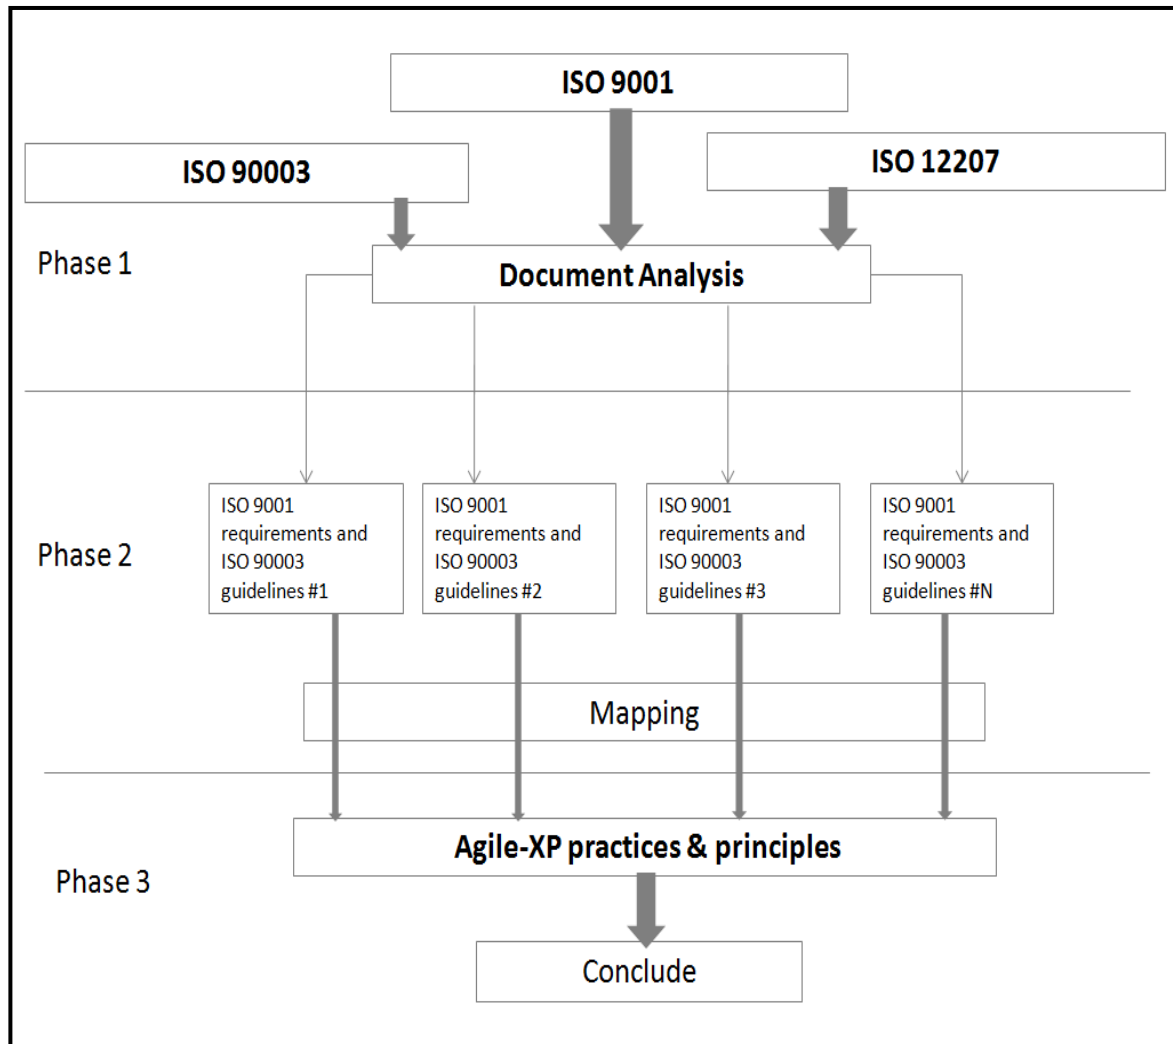 ISO 9001
ISO 90003
ISO 12207
Phase 1
Document Analysis
Phase 2
ISO 9001
requirements and
ISO 90003
guidelines #1
ISO 9001
requirements and
ISO 90003
guidelines #2
ISO 9001
requirements and
ISO 90003
guidelines #3
ISO 9001
requirements and
ISO 90003
guidelines #N
Mapping
Phase 3
Agile-XP practices & principles
Conclude